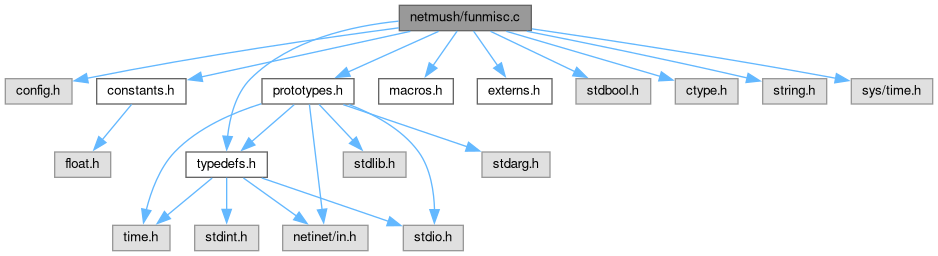 netmush/funmisc.c
config.h
constants.h
prototypes.h
macros.h
externs.h
stdbool.h
ctype.h
string.h
sys/time.h
float.h
typedefs.h
stdlib.h
stdarg.h
time.h
stdint.h
netinet/in.h
stdio.h